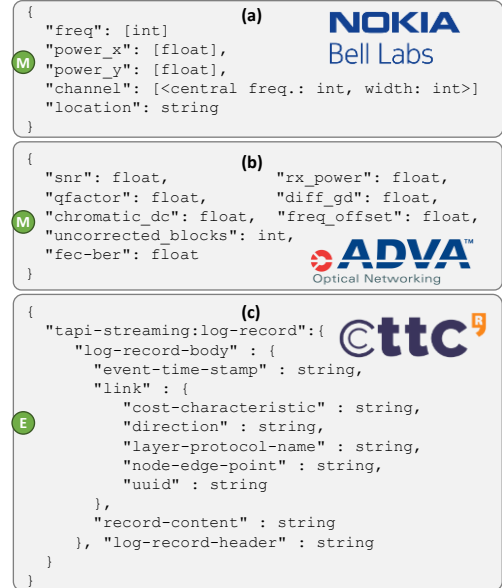 {
(a)
NOKIA
Bell Labs
M
"freq": [int]
"power_x": [float],
"power_y": [float],
"channel": [<central freq.: int, width: int>]
"location": string
}
{
(b)
M
"snr": float, "rx_power": float,
"qfactor": float, "diff_gd": float,
"chromatic_dc": float, "freq_offset": float,
"uncorrected_blocks": int,
"fec-ber": float
}
ADVA™
Optical Networking
{
(c)
cttc R
E
"tapi-streaming:log-record":{
"log-record-body" : {
"event-time-stamp" : string,
"link" : {
"cost-characteristic" : string,
"direction" : string,
"layer-protocol-name" : string,
"node-edge-point" : string,
"uuid" : string
},
"record-content" : string
}, "log-record-header" : string
}
}